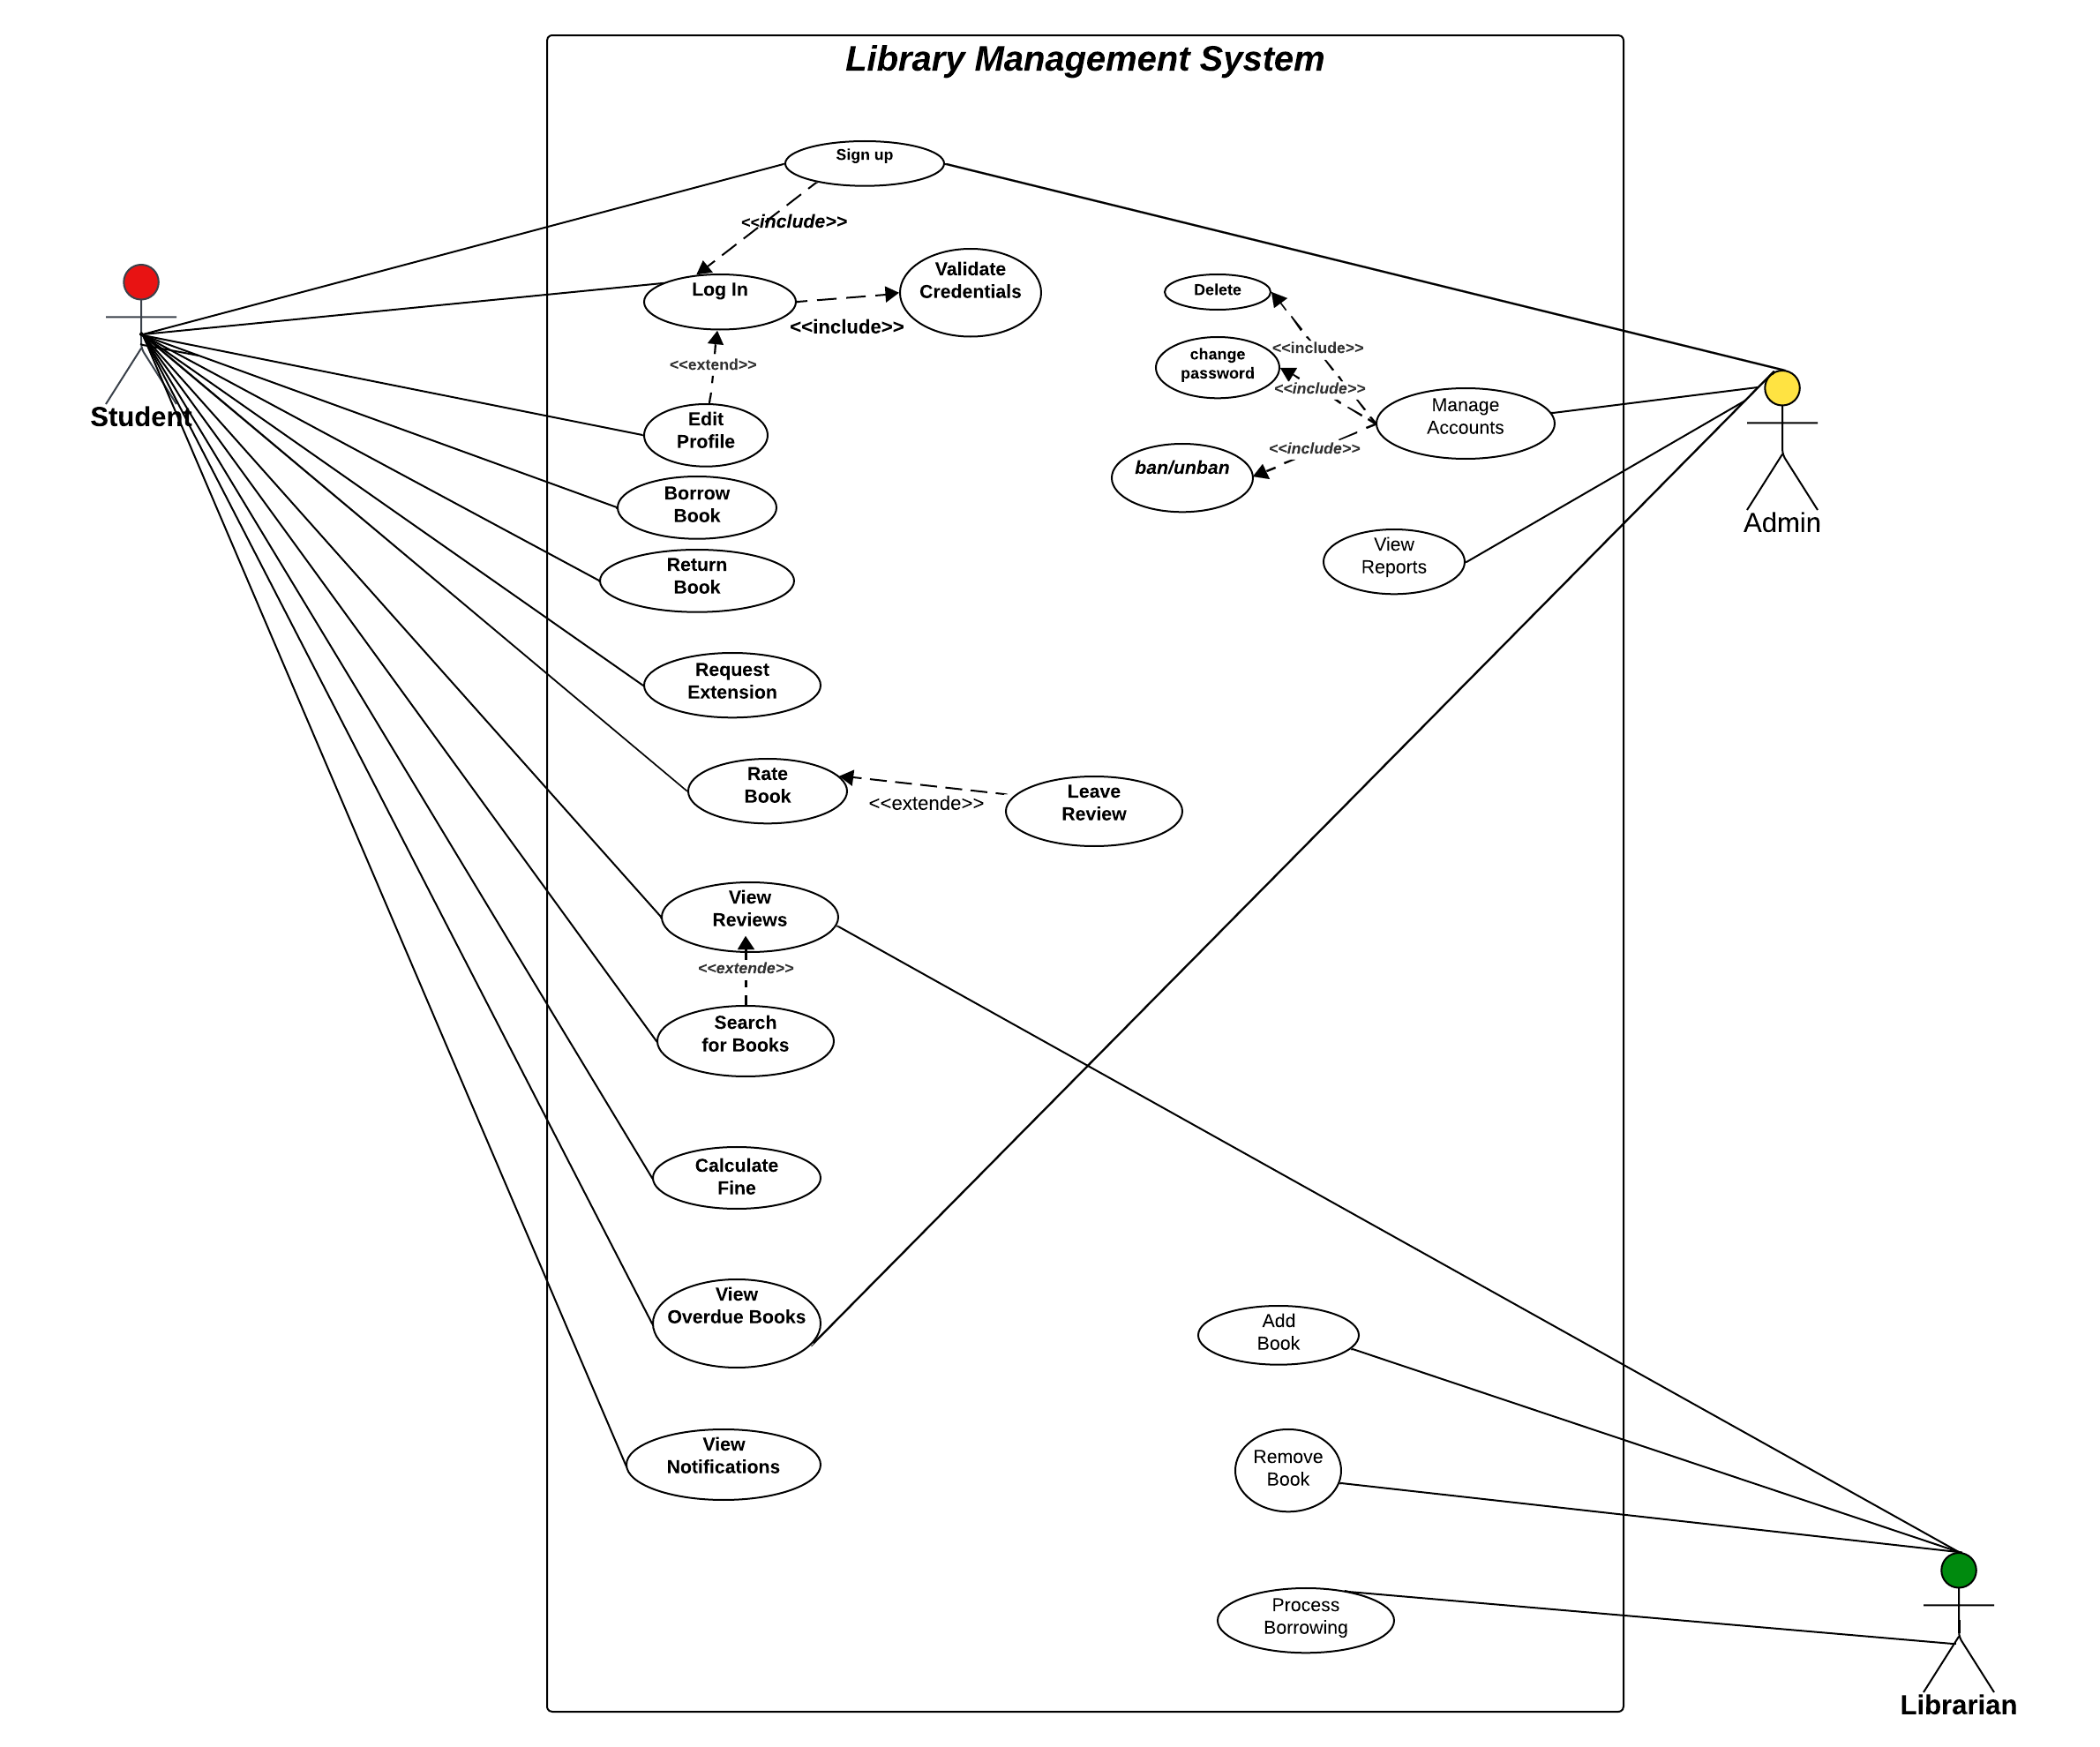 Library Management System
Sign up
<<include>>
Validate
Credentials
Log In
<<include>>
Delete
<<include>>
change
password
<<include>>
<<extend>>
Manage
Accounts
Student
Edit
Profile
<<include>>
ban/unban
Borrow
Book
Admin
View
Reports
Return
Book
Request
Extension
Rate
Book
<<extende>>
Leave
Review
View
Reviews
<<extende>>
Search
for Books
Calculate
Fine
View
Overdue Books
Add
Book
View
Notifications
Remove
Book
Process
Borrowing
Librarian